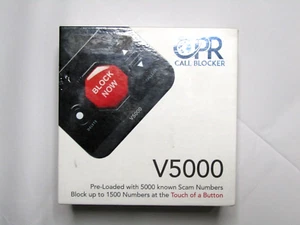 CPR
CALL BLOCKER
BLOCK
NOW
V5000
V5000
Pre-Loaded with 5000 known Scam Numbers
Block up to 1500 Numbers at the Touch of a Button